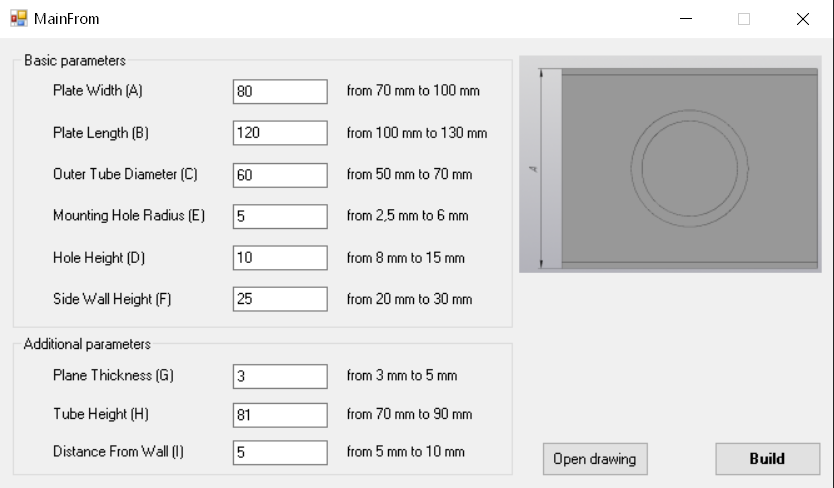 MainFrom
Basic parameters
Plate Width (A) 80 from 70 mm to 100 mm
Plate Length (B) 120 from 100 mm to 130 mm
Outer Tube Diameter (C) 60 from 50 mm to 70 mm
Mounting Hole Radius (E) 5 from 2,5 mm to 6 mm
Hole Height (D) 10 from 8 mm to 15 mm
Side Wall Height (F) 25 from 20 mm to 30 mm
A
Additional parameters
Plane Thickness (G) 3 from 3 mm to 5 mm
Tube Height (H) 81 from 70 mm to 90 mm
Distance From Wall (I) 5 from 5 mm to 10 mm
Open drawing Build